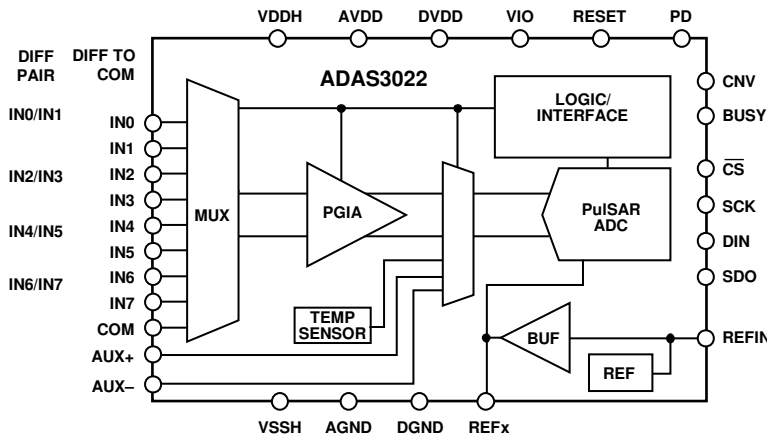 VDDH AVDD DVDD VIO RESET PD
DIFF PAIR
DIFF TO COM
ADAS3022
IN0/IN1
IN2/IN3
IN4/IN5
IN6/IN7
IN0
IN1
IN2
IN3
IN4
IN5
IN6
IN7
COM
AUX+
AUX–
MUX
PGIA
TEMP
SENSOR
LOGIC/
INTERFACE
PulSAR
ADC
BUF
REF
CNV
BUSY
CS
SCK
DIN
SDO
REFIN
VSSH AGND DGND REFx